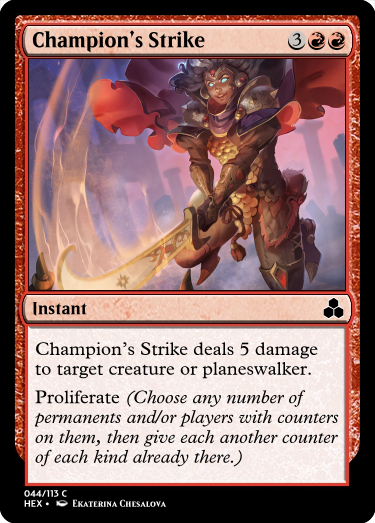 Champion's Strike 3
Instant
Champion's Strike deals 5 damage
to target creature or planeswalker.
Proliferate (Choose any number of
permanents and/or players with counters
on them, then give each another counter
of each kind already there.)
044/113 C
HEX • Ekaterina Chesalova